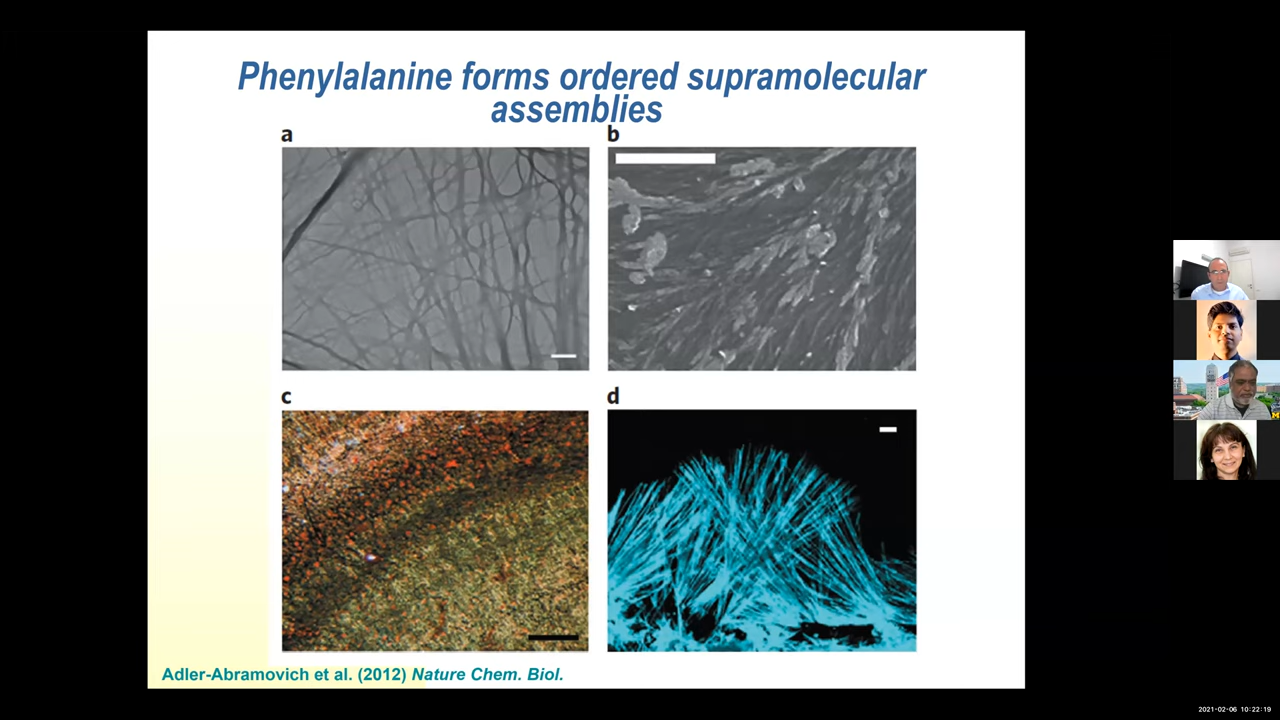 Phenylalanine forms ordered supramolecular
assemblies
a
b
c
d
Adler-Abramovich et al. (2012) Nature Chem. Biol.
M
2021-02-06 10:22:19